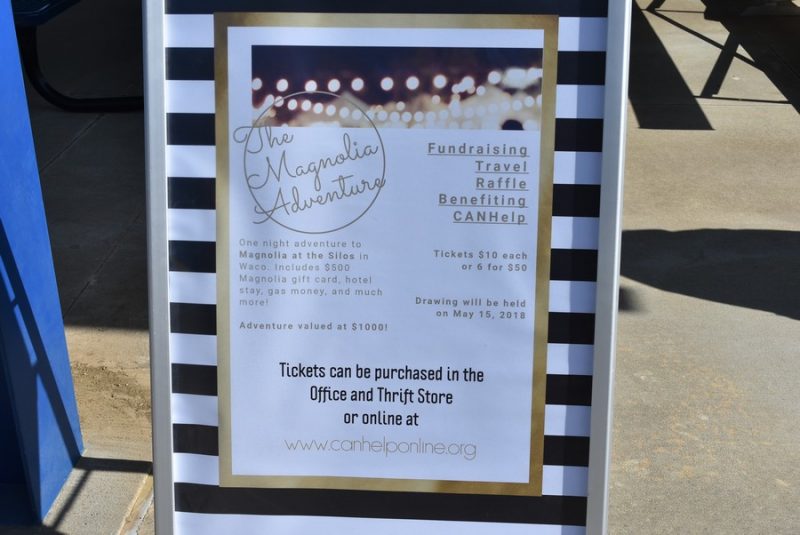 The
Magnolia
Adventure
Fundraising
Travel
Raffle
Benefiting
CANHelp
One night adventure to
Magnolia at the Silos in
Waco. Includes $500
Magnolia gift card, hotel
stay, gas money, and much
more!
Adventure valued at $1000!
Tickets $10 each
or 6 for $50
Drawing will be held
on May 15, 2018
Tickets can be purchased in the
Office and Thrift Store
or online at
www.canhelponline.org